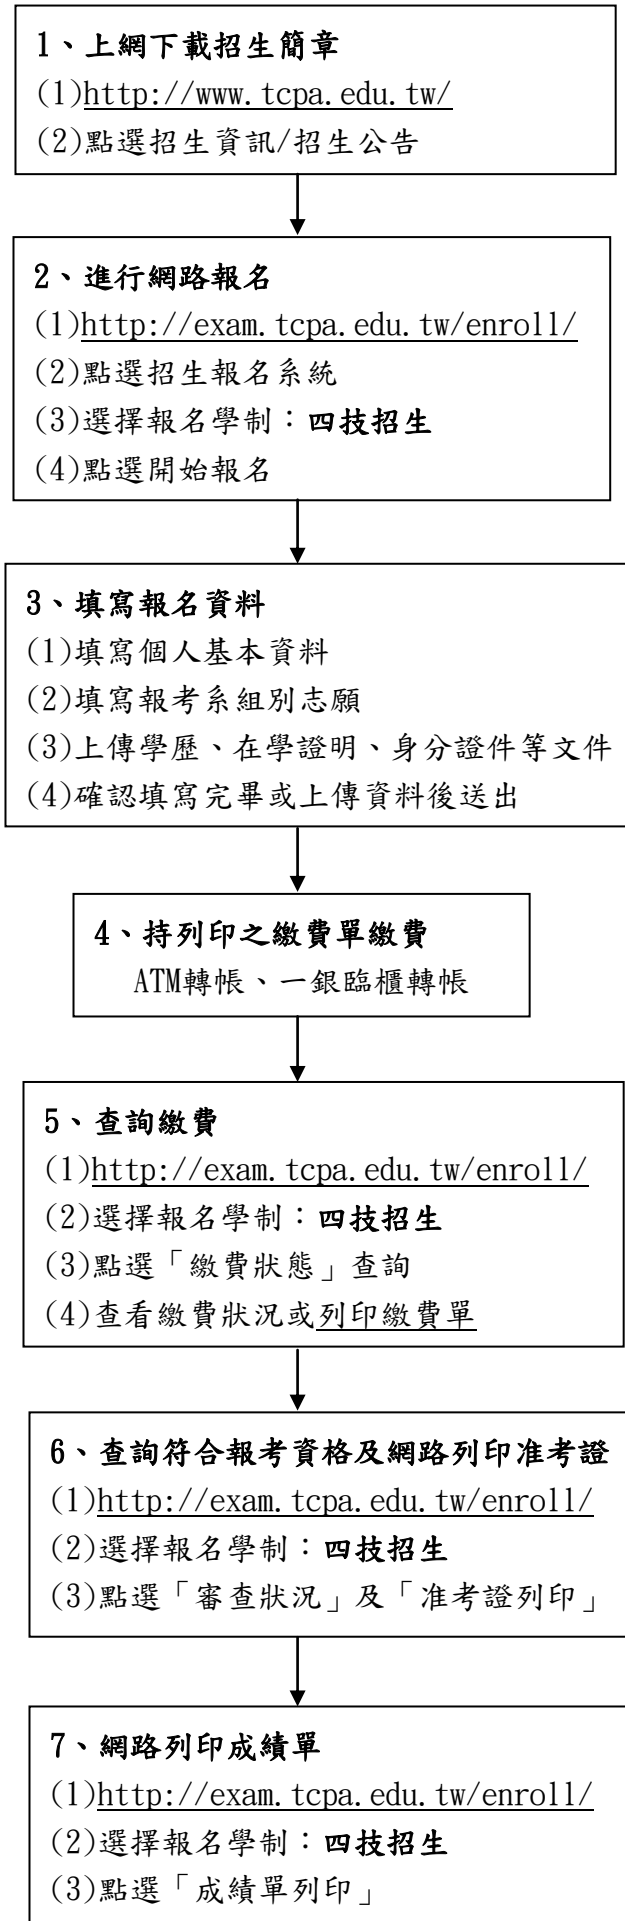 1、上網下載招生簡章
(1)http://www.tcpa.edu.tw/
(2)點選招生資訊/招生公告
2、進行網路報名
(1)http://exam.tcpa.edu.tw/enroll/
(2)點選招生報名系統
(3)選擇報名學制：四技招生
(4)點選開始報名
3、填寫報名資料
(1)填寫個人基本資料
(2)填寫報考系組別志願
(3)上傳學歷、在學證明、身分證件等文件
(4)確認填寫完畢或上傳資料後送出
4、持列印之繳費單繳費
ATM轉帳、一銀臨櫃轉帳
5、查詢繳費
(1)http://exam.tcpa.edu.tw/enroll/
(2)選擇報名學制：四技招生
(3)點選「繳費狀態」查詢
(4)查看繳費狀況或列印繳費單
6、查詢符合報考資格及網路列印准考證
(1)http://exam.tcpa.edu.tw/enroll/
(2)選擇報名學制：四技招生
(3)點選「審查狀況」及「准考證列印」
7、網路列印成績單
(1)http://exam.tcpa.edu.tw/enroll/
(2)選擇報名學制：四技招生
(3)點選「成績單列印」